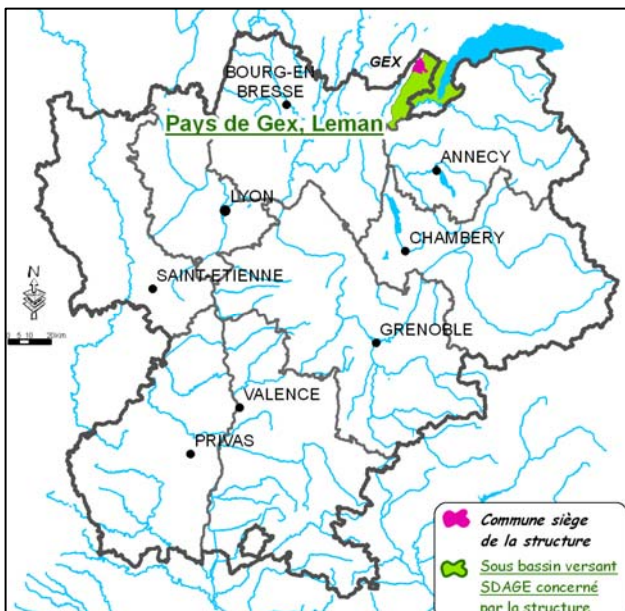 GEX
BOURG-EN
BRESSE
Pays de Gex, Leman
ANNECY
LYON
CHAMBERY
N
SAINT-ETIENNE
GRENOBLE
VALENCE
PRIVAS
Commune siège
de la structure
Sous bassin versant
SDAGE concerné
par la structure